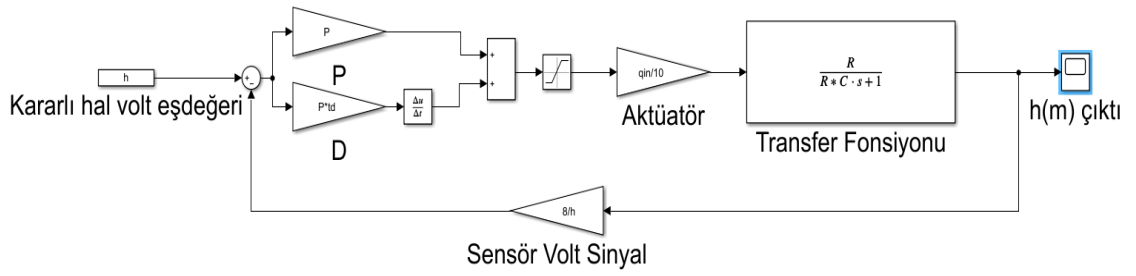 h
Kararlı hal volt eşdeğeri
+
-
P
P
P*td
D
Δu
Δt
+
+
qin/10
Aktüatör
R
R*C·s+1
Transfer Fonsiyonu
h(m) çıktı
8/h
Sensör Volt Sinyal